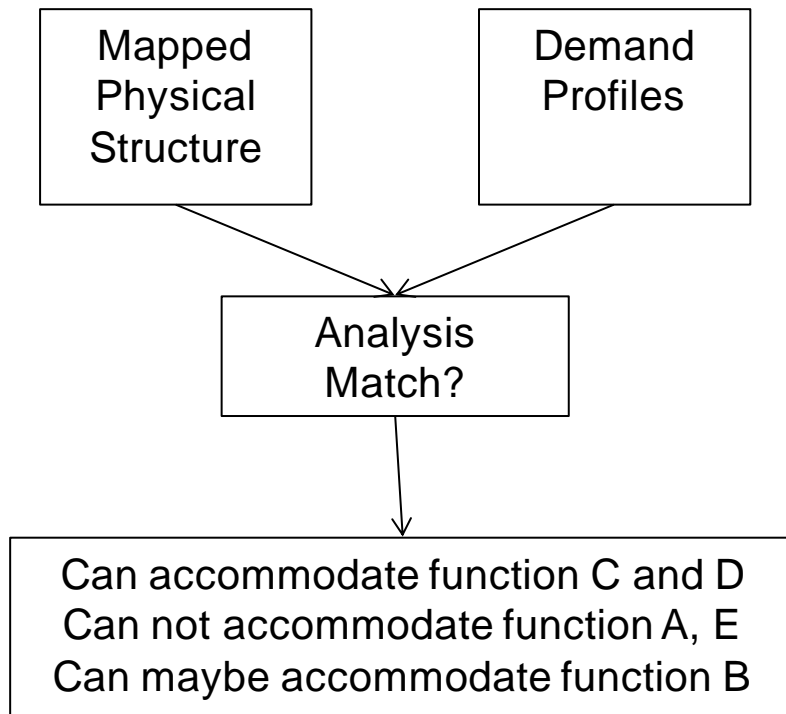 Mapped
Physical
Structure
Demand
Profiles
Analysis
Match?
Can accommodate function C and D
Can not accommodate function A, E
Can maybe accommodate function B